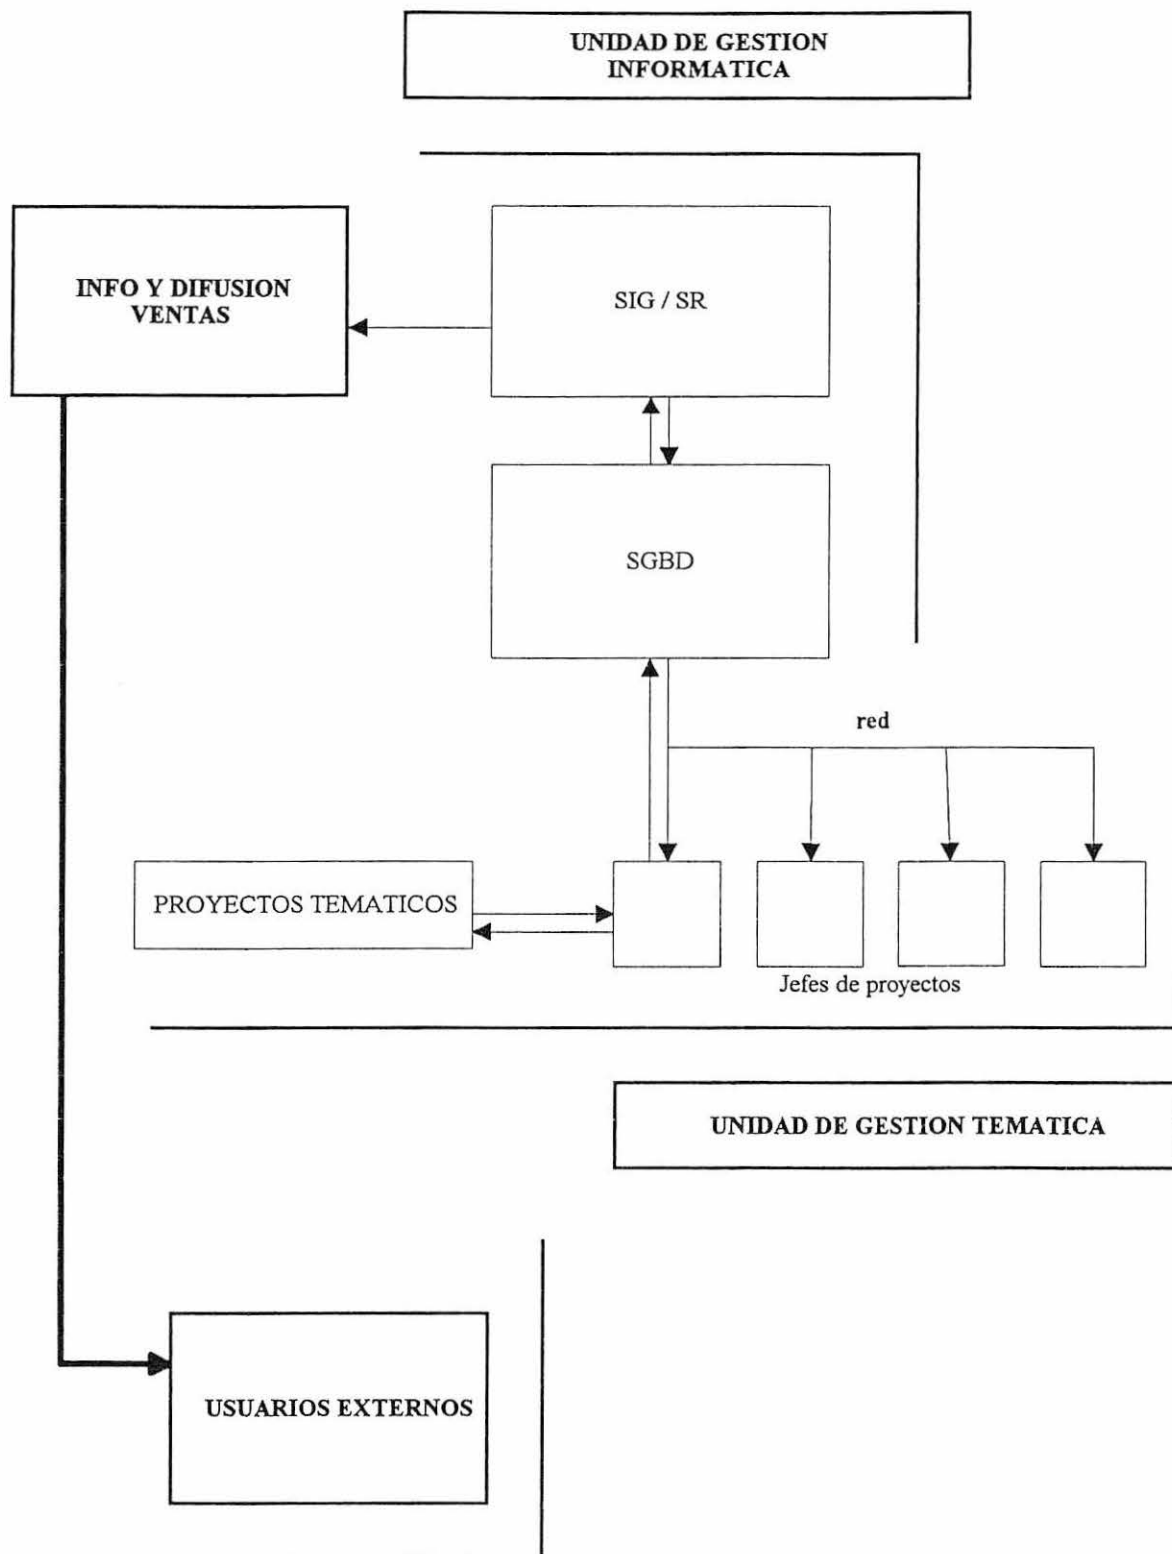 UNIDAD DE GESTION
INFORMATICA
INFO Y DIFUSION
VENTAS
SIG / SR
SGBD
red
PROYECTOS TEMATICOS
Jefes de proyectos
UNIDAD DE GESTION TEMATICA
USUARIOS EXTERNOS